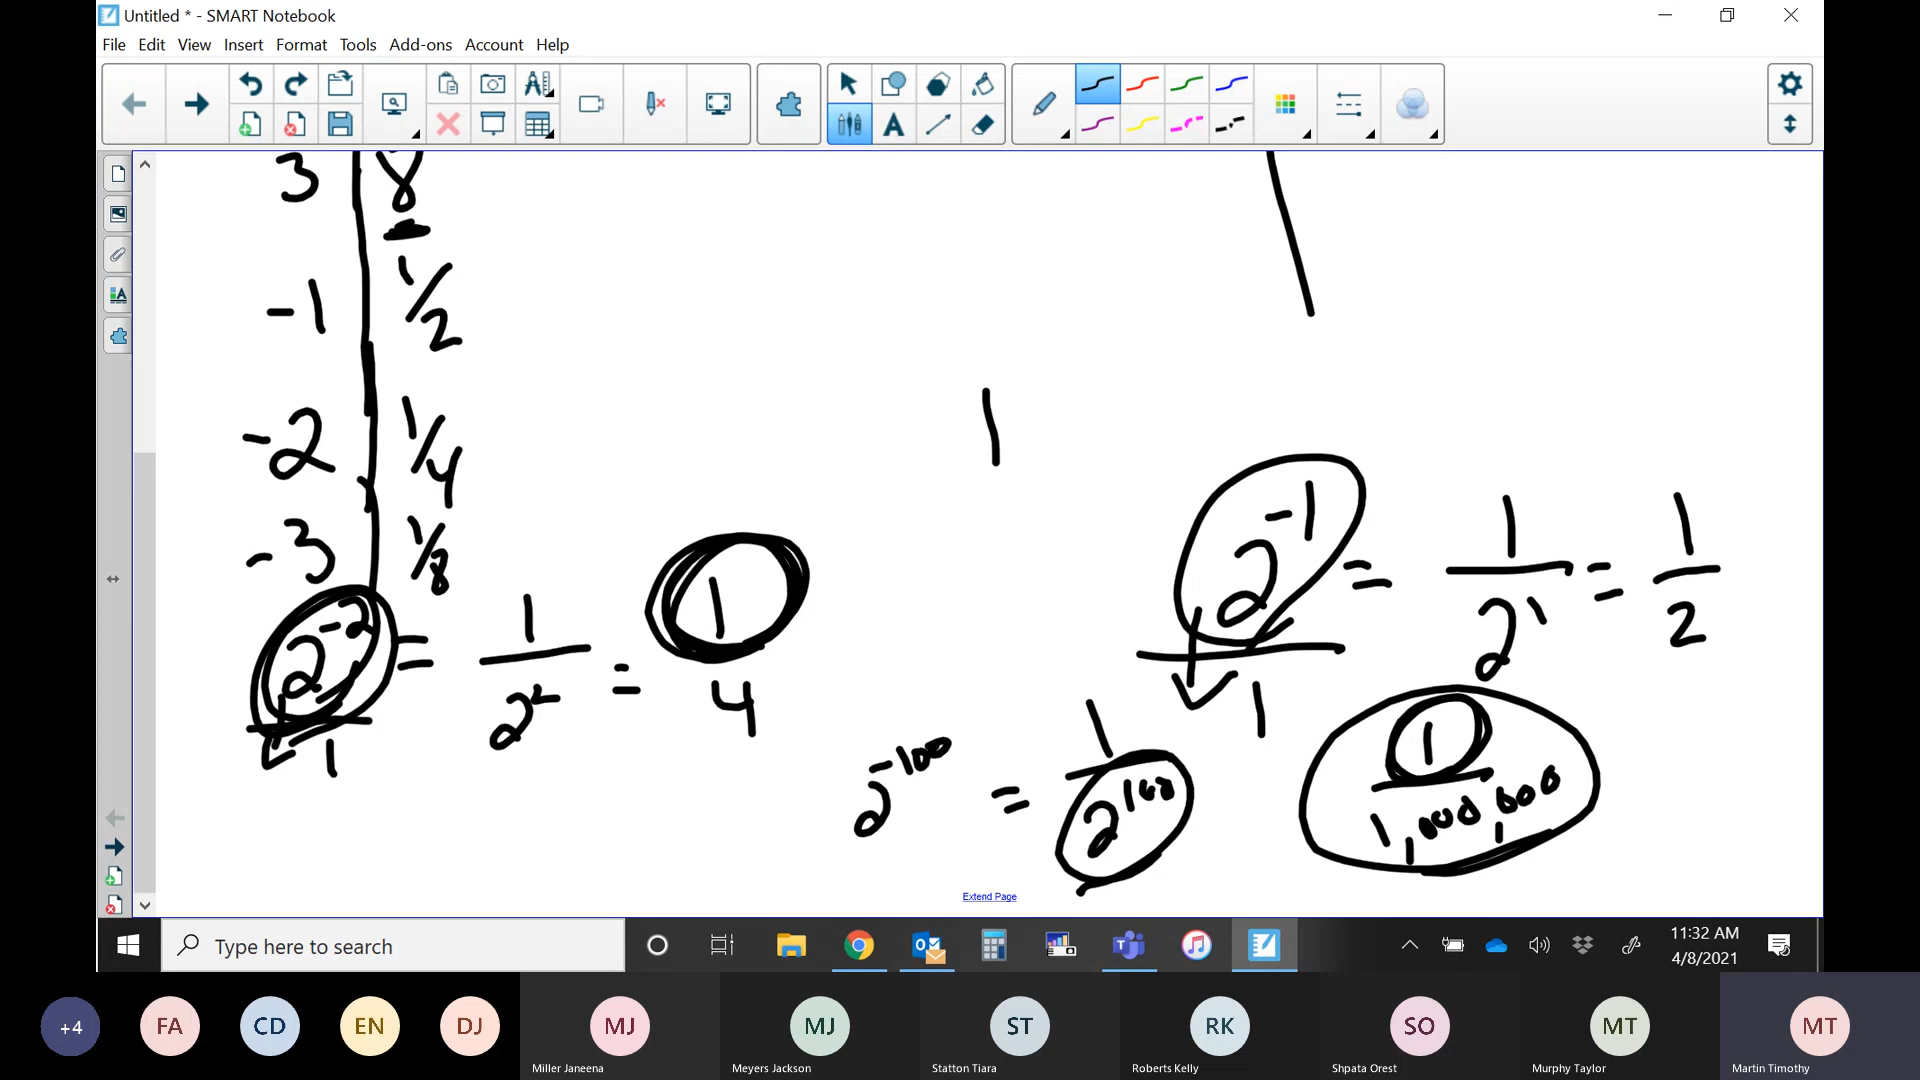 Untitled * - SMART Notebook
File Edit View Insert Format Tools Add-ons Account Help
3 8
-1 1/2
-2 1/4
-3 1/8
1
2^-2/1 = 1/2^2 = 1/4
2^-1/1 = 1/2^1 = 1/2
2^-100 = 1/2^100
1/1,000,000
Extend Page
Type here to search
11:32 AM
4/8/2021
+4 FA CD EN DJ MJ MJ ST RK SO MT MT
Miller Janeena Meyers Jackson Statton Tiara Roberts Kelly Shpata Orest Murphy Taylor Martin Timothy